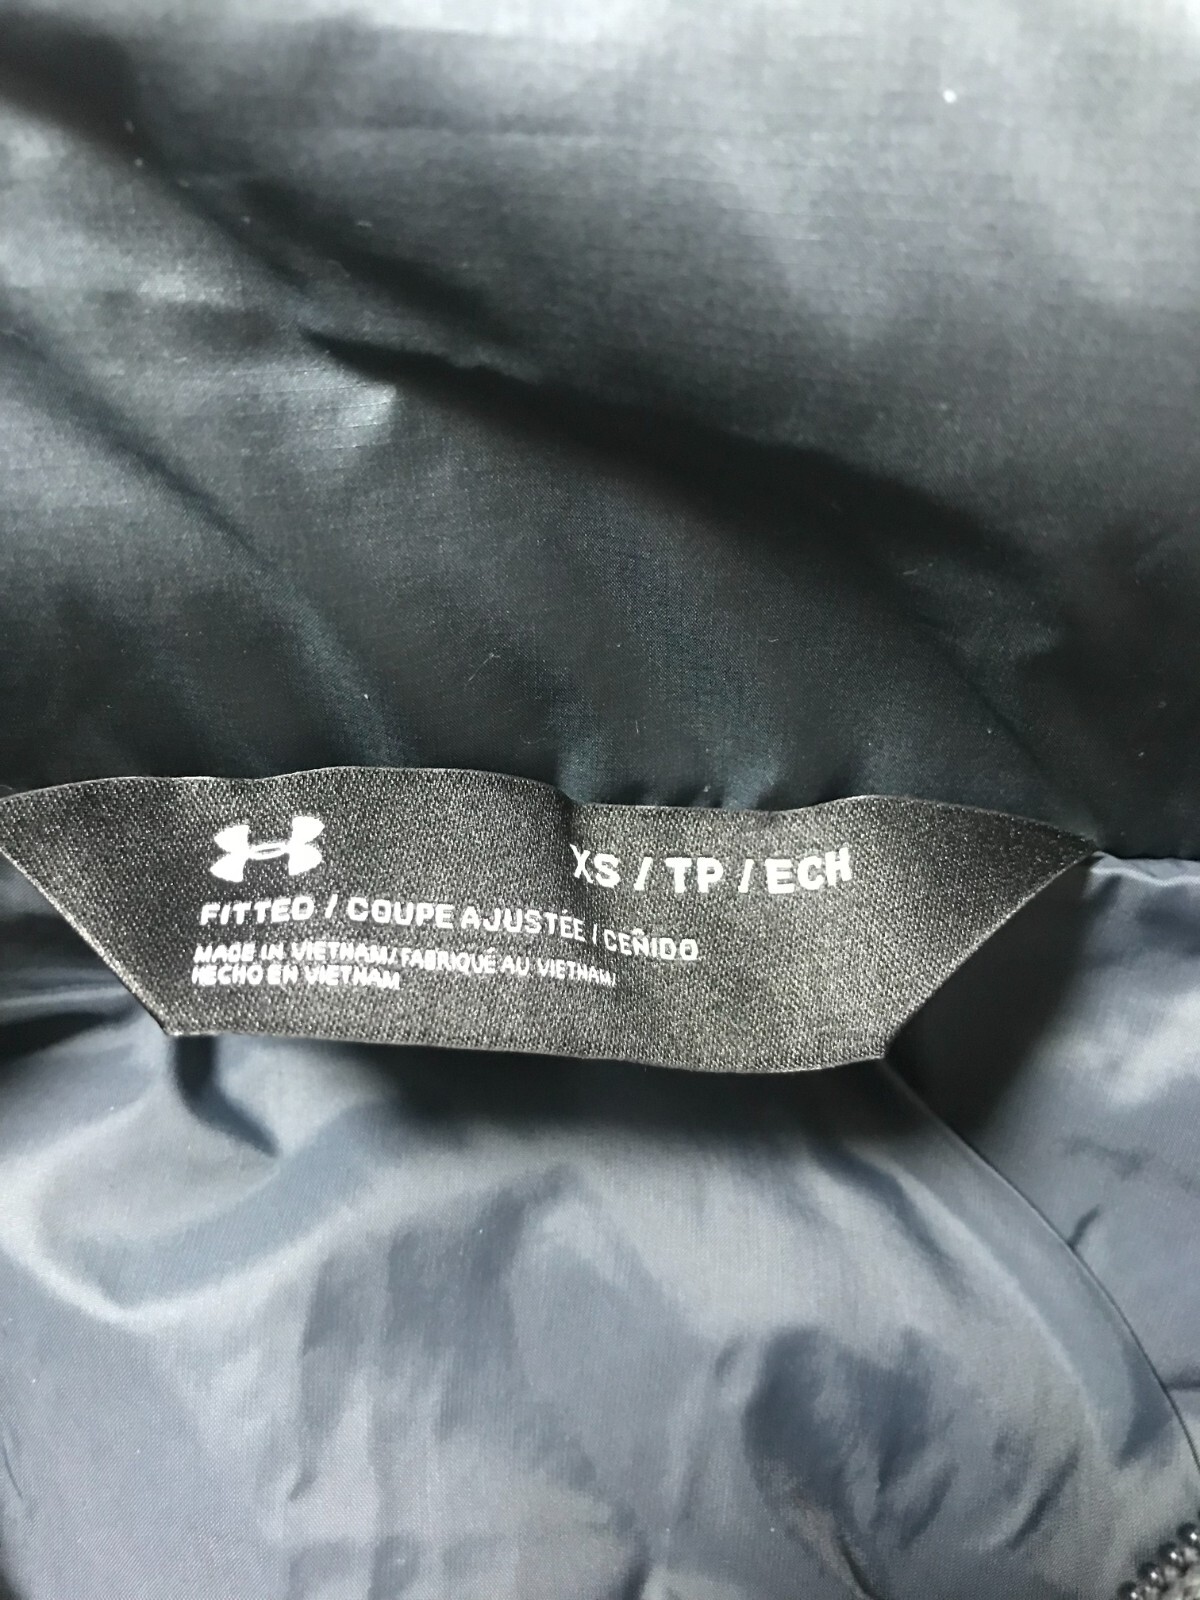 XS / TP / ECH
FITTED / COUPE AJUSTÉE / CEÑIDO
MADE IN VIETNAM/FABRIQUÉ AU VIETNAM/
HECHO EN VIETNAM